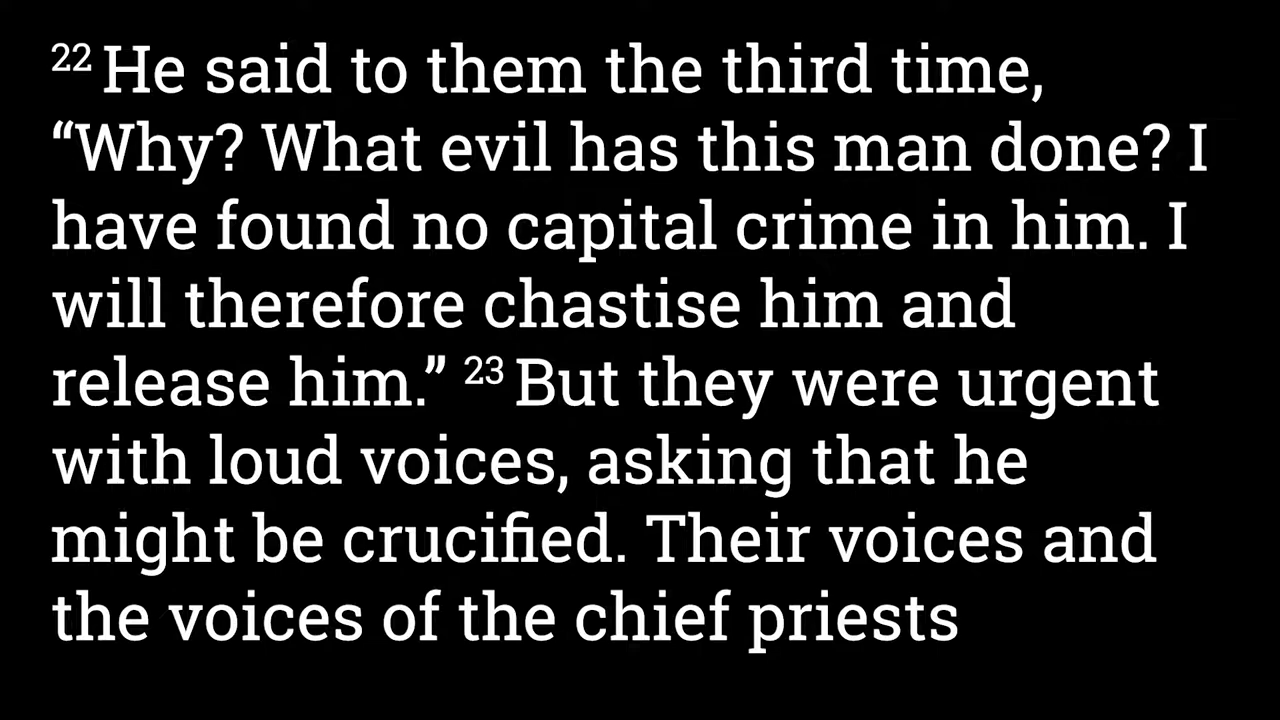 22 He said to them the third time,
“Why? What evil has this man done? I
have found no capital crime in him. I
will therefore chastise him and
release him.” 23 But they were urgent
with loud voices, asking that he
might be crucified. Their voices and
the voices of the chief priests